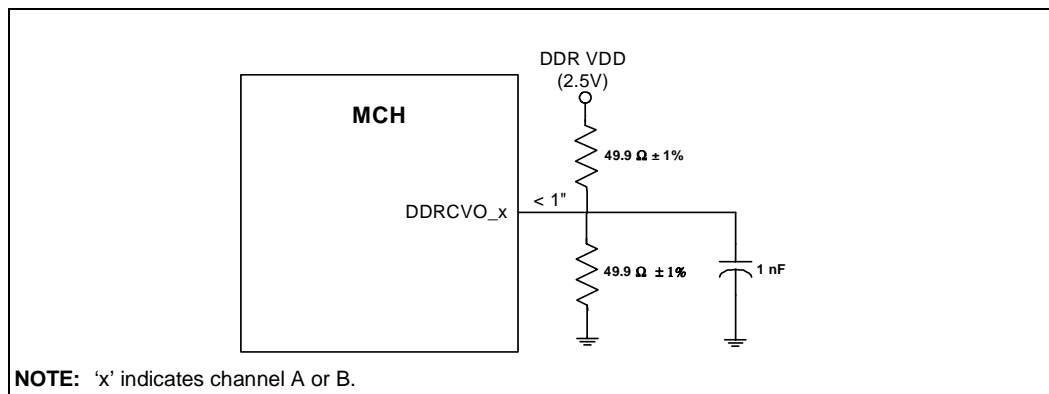 DDR VDD
(2.5V)
MCH
49.9 Ω ± 1%
< 1"
DDRCVO_x
49.9 Ω ± 1%
1 nF
NOTE: ‘x’ indicates channel A or B.